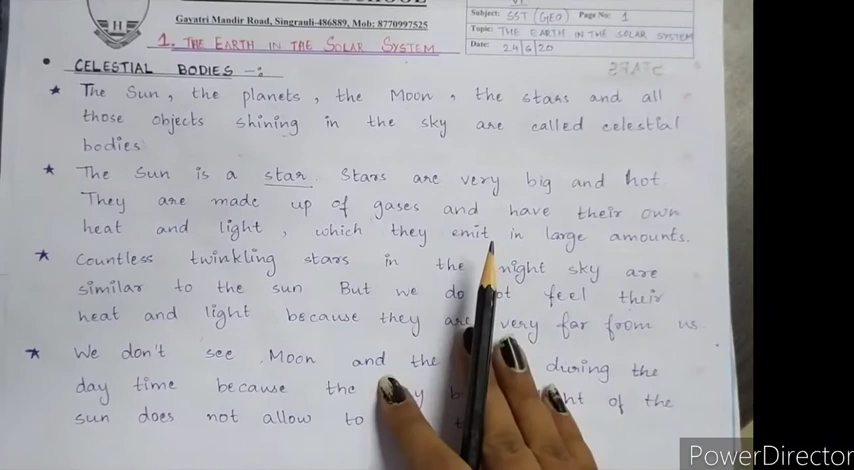 Gayatri Mandir Road, Singrauli-486889, Mob: 8770997525
Subject: SST (GEO) Page No: 1
Topic: THE EARTH IN THE SOLAR SYSTEM
Date: 24/6/20
H
1. THE EARTH IN THE SOLAR SYSTEM
STARS
• CELESTIAL BODIES -:
★ The Sun, the planets, the Moon, the stars and all
those objects shining in the sky are called celestial
bodies
★ The Sun is a star. Stars are very big and hot
They are made up of gases and have their own
heat and light, which they emit in large amounts.
★ Countless twinkling stars in the night sky are
similar to the sun But we do feel their
heat and light because they are very far from us
★ We don't see Moon and the during the
day time because the of the
sun does not allow to
PowerDirector